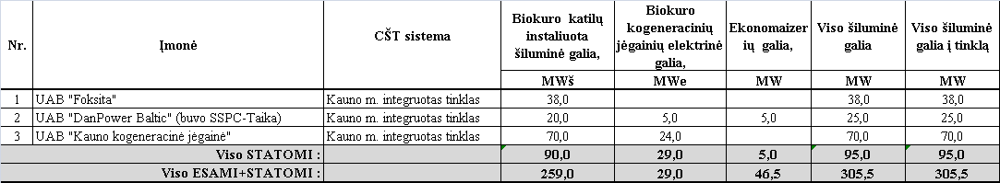 Nr. Įmonė CŠT sistema Biokuro katilų instaliuota šiluminė galia, Biokuro kogeneracinių jėgainių elektrinė galia, Ekonomaizerių galia, Viso šiluminė galia Viso šiluminė galia į tinklą
MWš MWe MW MW MW
1 UAB "Foksita" Kauno m. integruotas tinklas 38,0 38,0 38,0
2 UAB "DanPower Baltic" (buvo SSPC-Taika) Kauno m. integruotas tinklas 20,0 5,0 5,0 25,0 25,0
3 UAB "Kauno kogeneracinė jėgainė" Kauno m. integruotas tinklas 70,0 24,0 70,0 70,0
Viso STATOMI : 90,0 29,0 5,0 95,0 95,0
Viso ESAMI+STATOMI : 259,0 29,0 46,5 305,5 305,5